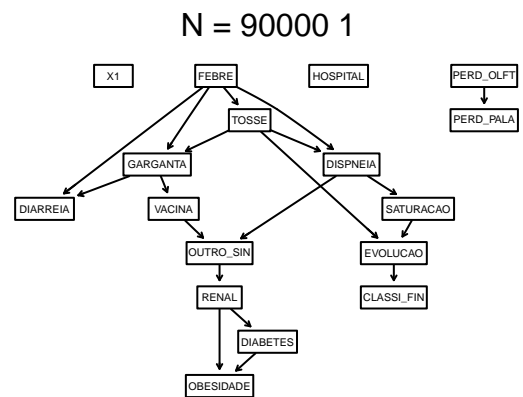 N = 90000 1
X1
FEBRE
HOSPITAL
PERD_OLFT
TOSSE
PERD_PALA
GARGANTA
DISPNEIA
DIARREIA
VACINA
SATURACAO
OUTRO_SIN
EVOLUCAO
RENAL
CLASSI_FIN
DIABETES
OBESIDADE